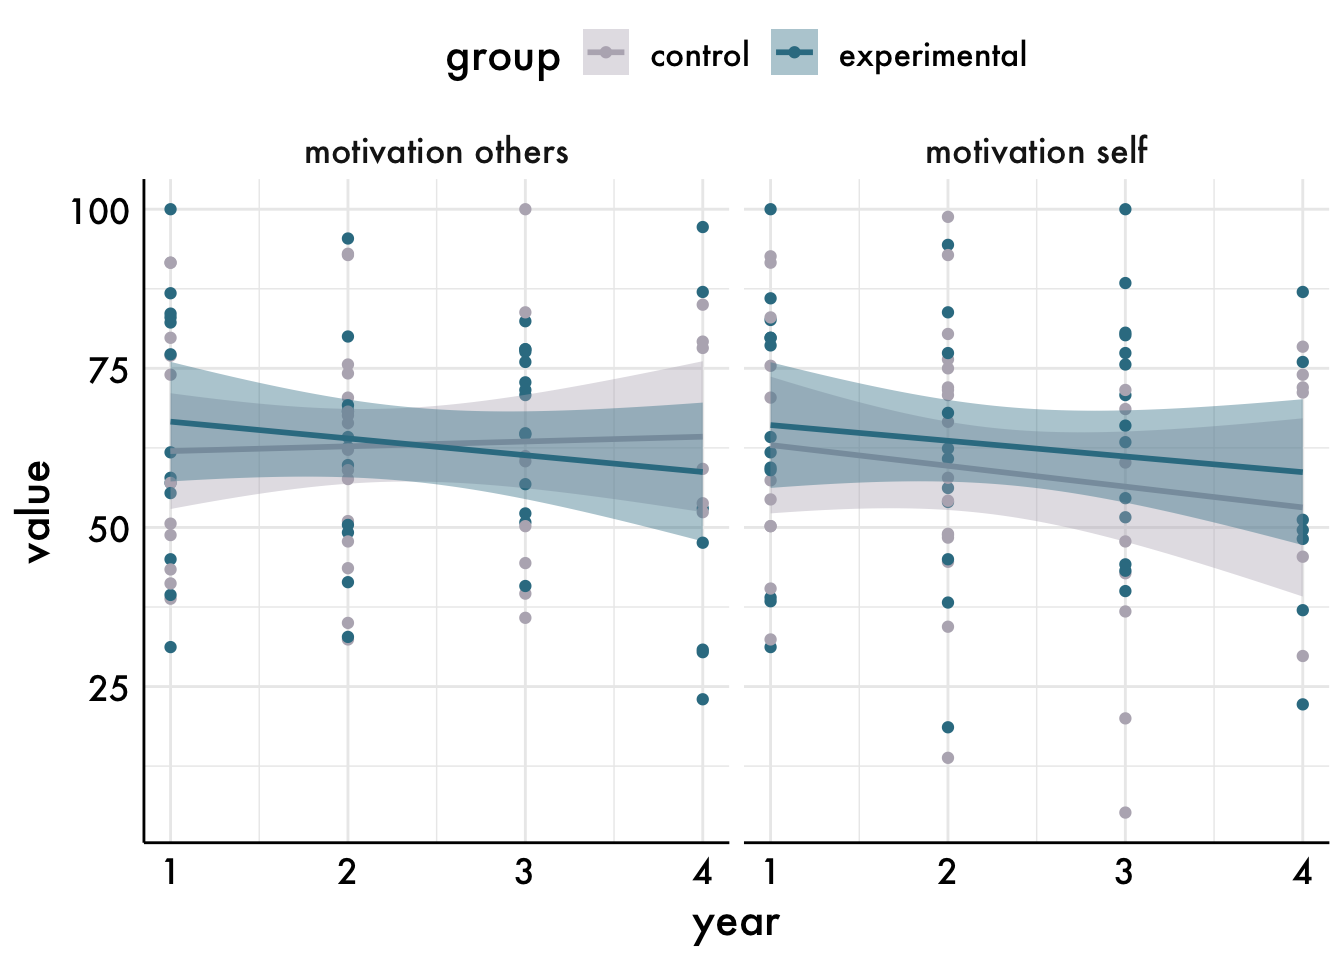 group control experimental
motivation others motivation self
100
75
50
25
value
1 2 3 4 1 2 3 4
year